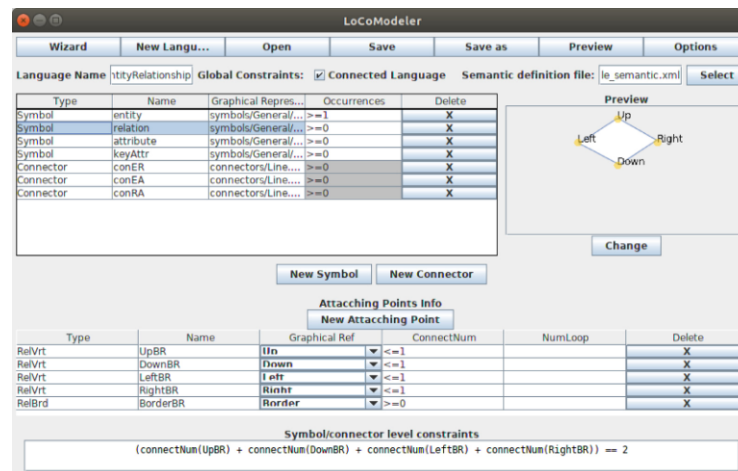 LoCoModeler
Wizard New Langu... Open Save Save as Preview Options
Language Name ntityRelationship Global Constraints: Connected Language Semantic definition file: le_semantic.xml Select
Type Name Graphical Repres... Occurrences Delete
Symbol entity symbols/General/... >=1 X
Symbol relation symbols/General/... >=0 X
Symbol attribute symbols/General/... >=0 X
Symbol keyAttr symbols/General/... >=0 X
Connector conER connectors/Line.... >=0 X
Connector conEA connectors/Line.... >=0 X
Connector conRA connectors/Line.... >=0 X
Preview
Up
Left Right
Down
Change
New Symbol New Connector
Attacching Points Info
New Attacching Point
Type Name Graphical Ref ConnectNum NumLoop Delete
RelVrt UpBR Up <=1 X
RelVrt DownBR Down <=1 X
RelVrt LeftBR Left <=1 X
RelVrt RightBR Right <=1 X
RelBrd BorderBR Border >=0 X
Symbol/connector level constraints
(connectNum(UpBR) + connectNum(DownBR) + connectNum(LeftBR) + connectNum(RightBR)) == 2